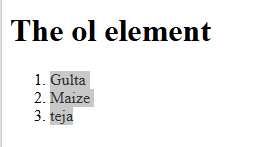 The ol element
1. Gulta
2. Maize
3. teja